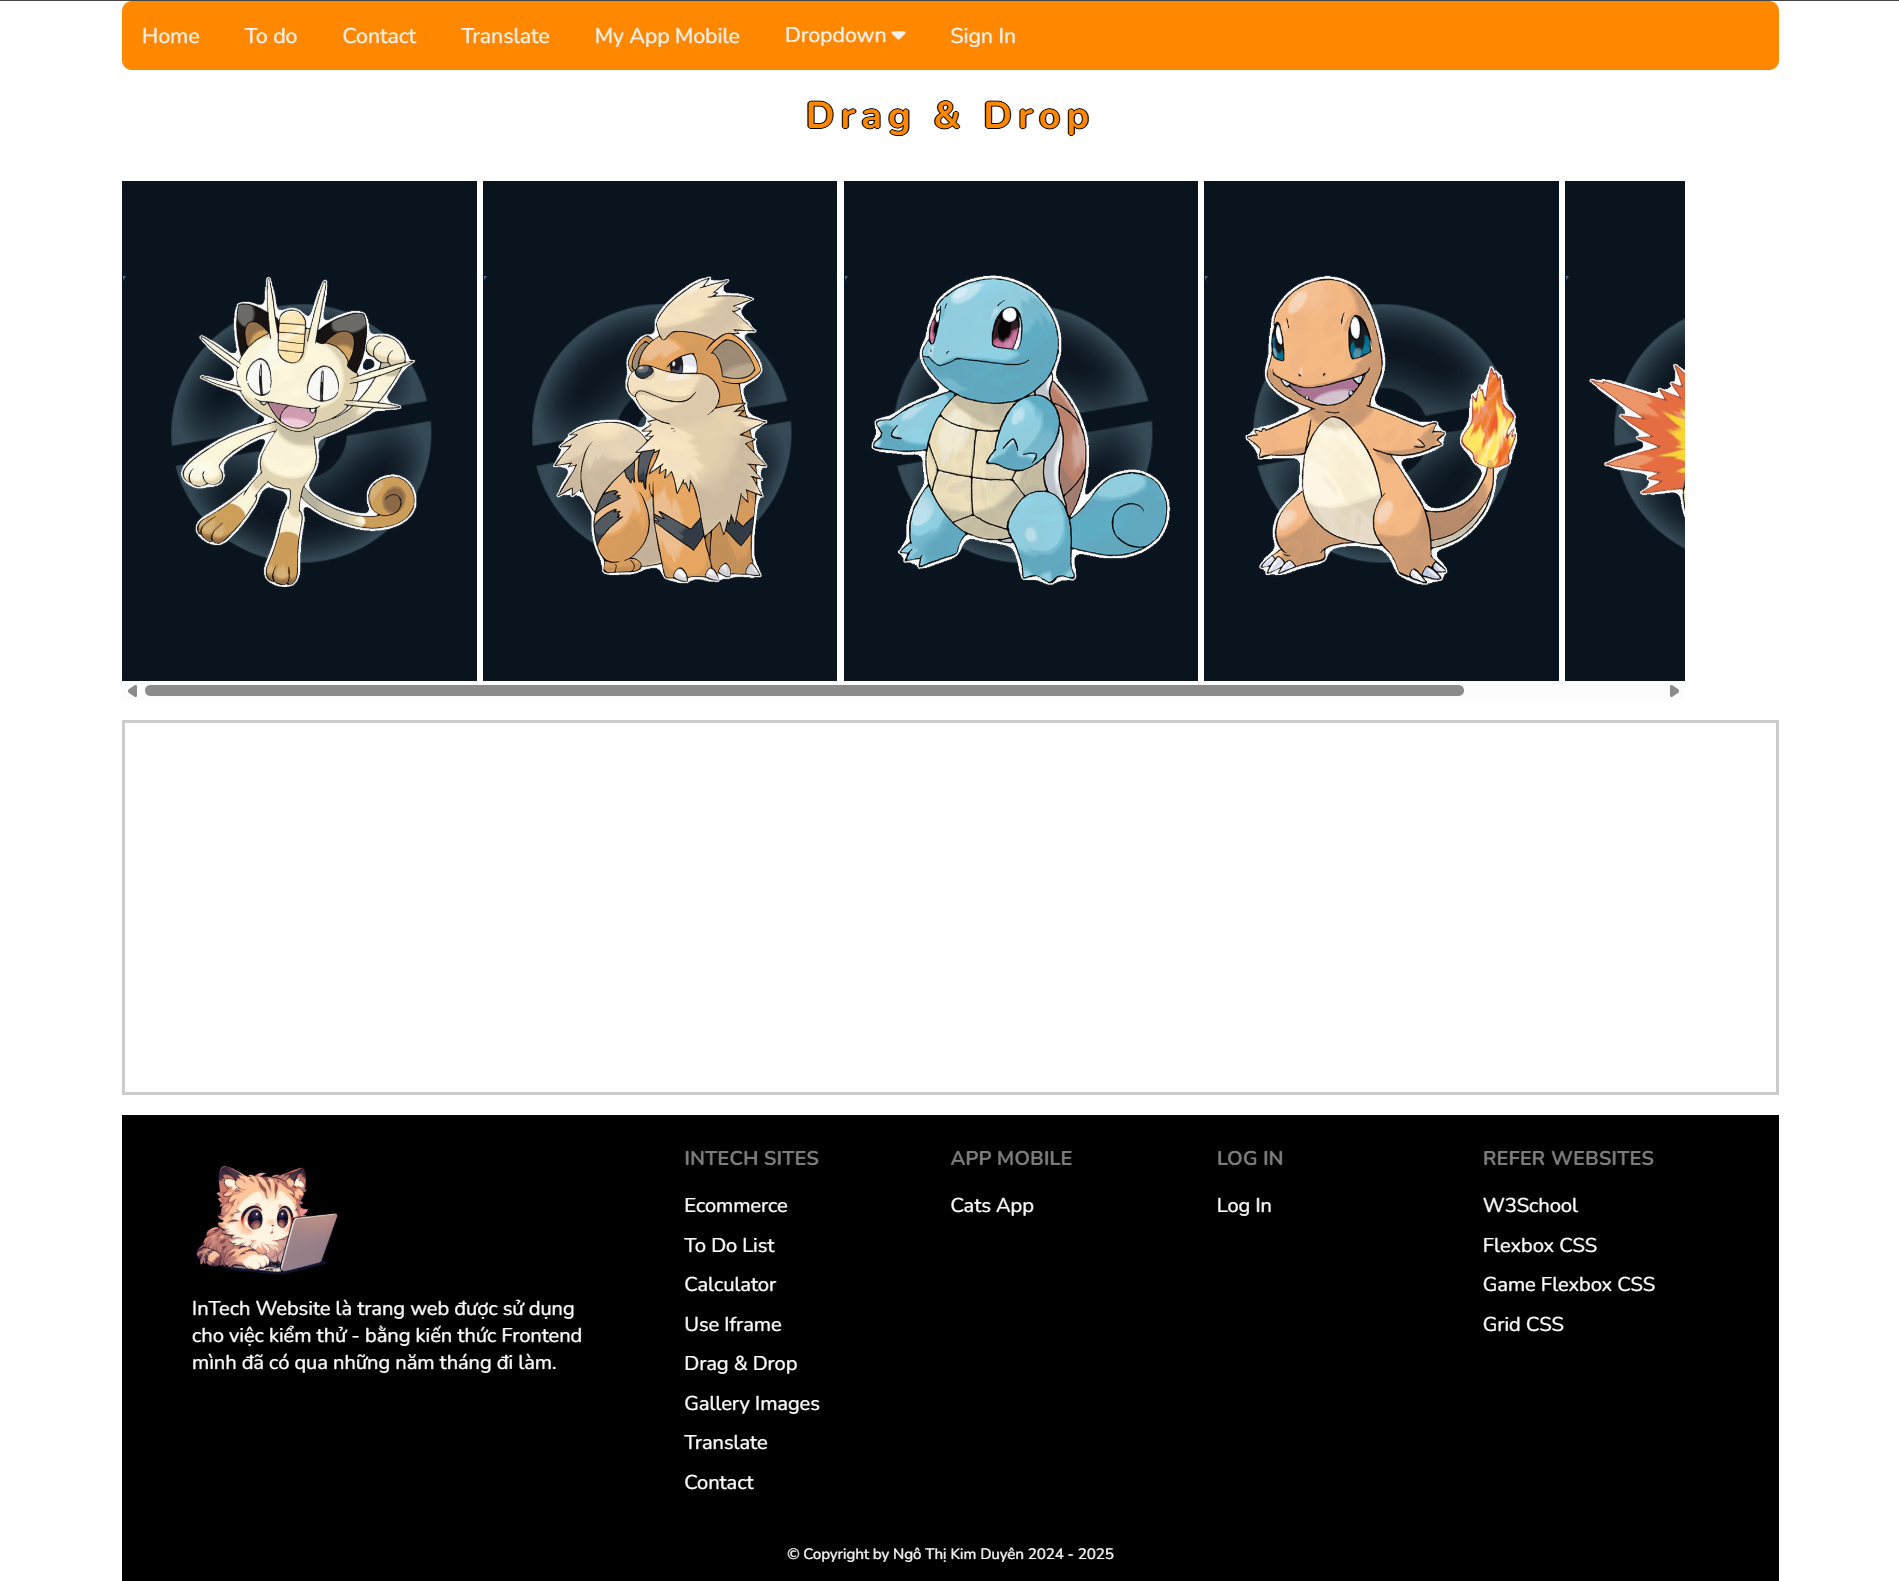 Home To do Contact Translate My App Mobile Dropdown Sign In
Drag & Drop
InTech Website là trang web được sử dụng
cho việc kiểm thử - bằng kiến thức Frontend
mình đã có qua những năm tháng đi làm.
INTECH SITES
Ecommerce
To Do List
Calculator
Use Iframe
Drag & Drop
Gallery Images
Translate
Contact
APP MOBILE
Cats App
LOG IN
Log In
REFER WEBSITES
W3School
Flexbox CSS
Game Flexbox CSS
Grid CSS
© Copyright by Ngô Thị Kim Duyên 2024 - 2025